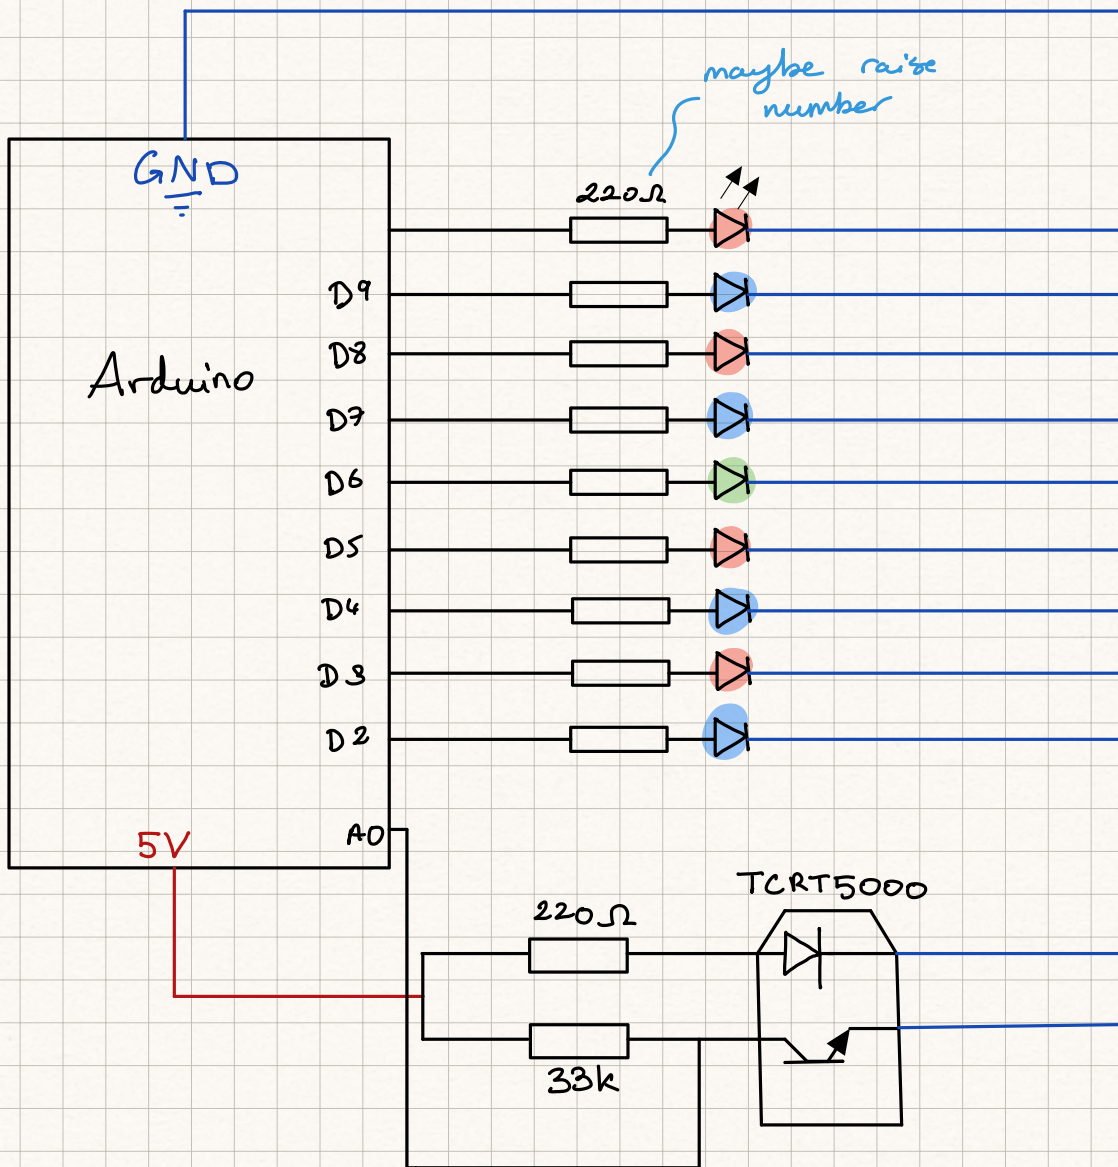 maybe raise
number
GND
220Ω
D9
D8
Arduino
D7
D6
D5
D4
D3
D2
A0
5V
TCRT5000
220Ω
33k